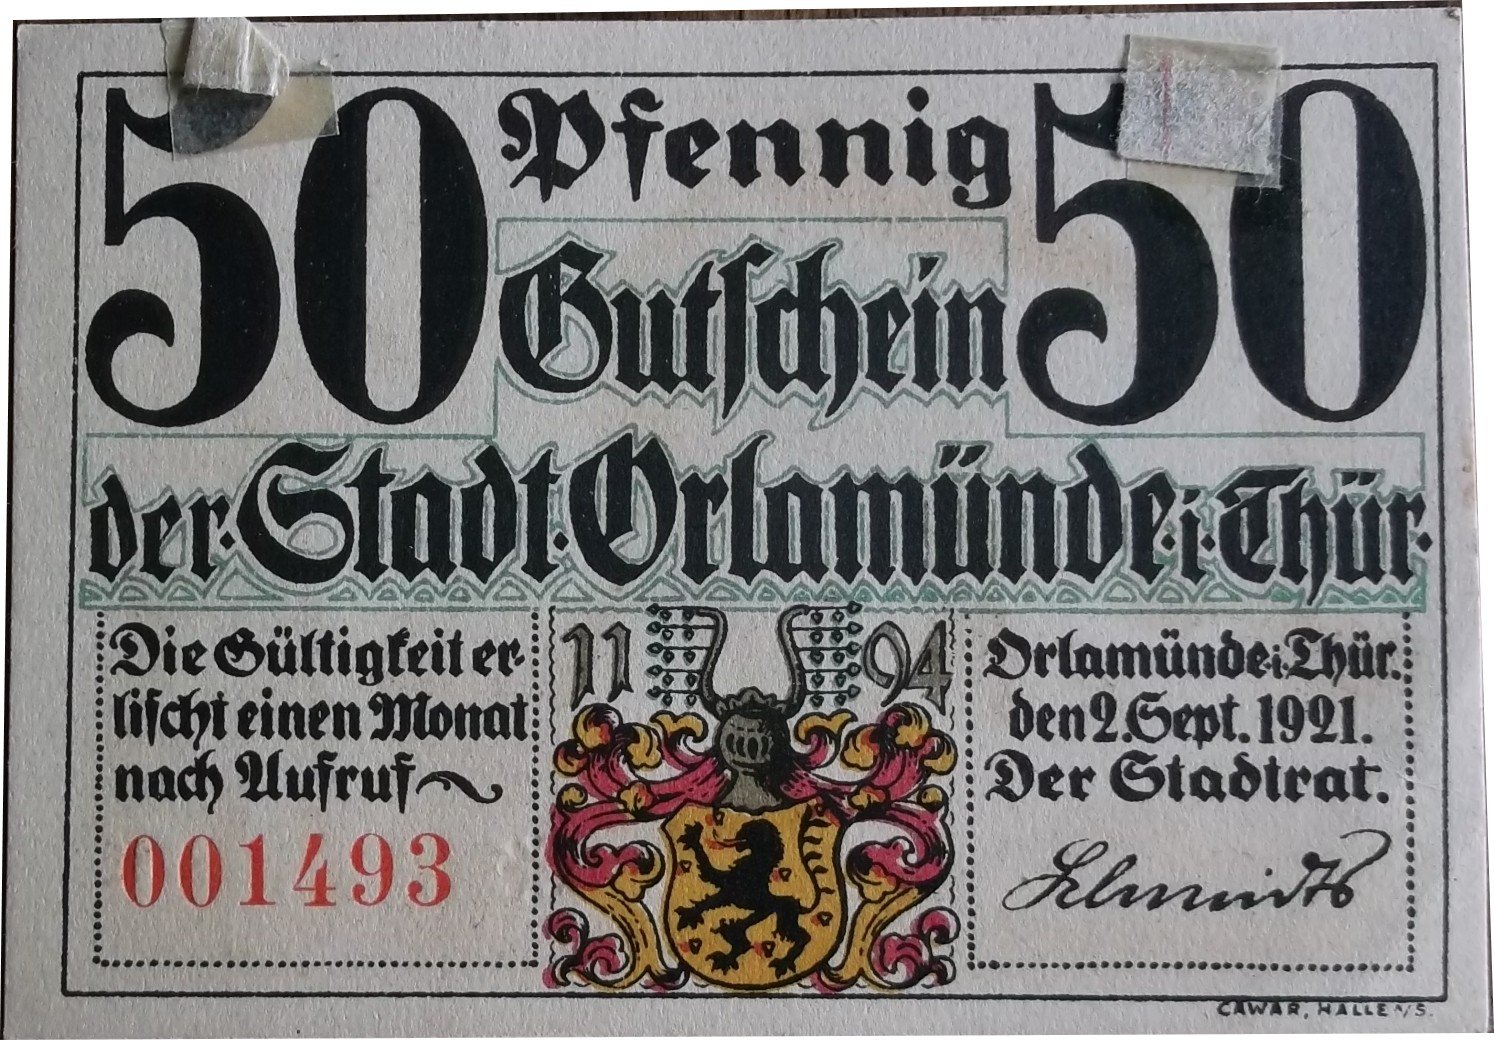 50 Pfennig 50
Gutschein
der·Stadt·Orlamünde·i·Thür·
Die Gültigkeit er-
lischt einen Monat
nach Aufruf
001493
11 94
Orlamünde i. Thür.
den 2. Sept. 1921.
Der Stadtrat.
Schmidt
CAWAR, HALLE A/S.